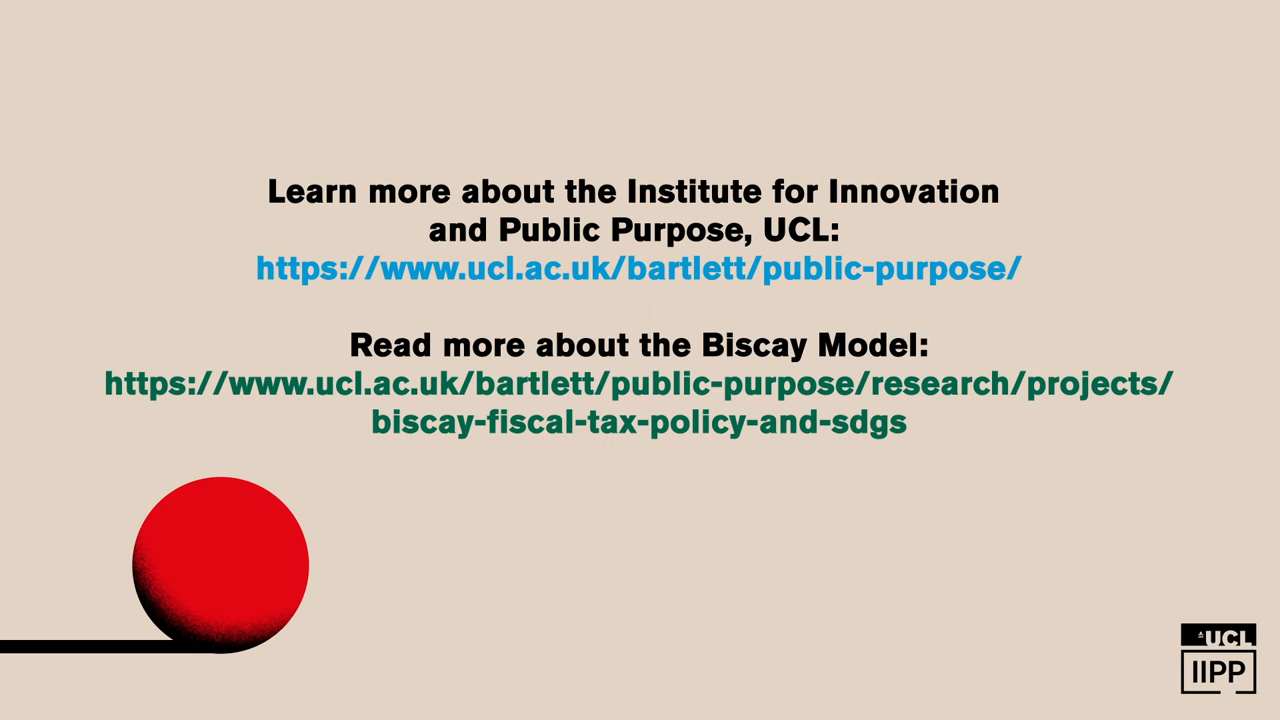 Learn more about the Institute for Innovation
and Public Purpose, UCL:
https://www.ucl.ac.uk/bartlett/public-purpose/
Read more about the Biscay Model:
https://www.ucl.ac.uk/bartlett/public-purpose/research/projects/
biscay-fiscal-tax-policy-and-sdgs
UCL
IIPP